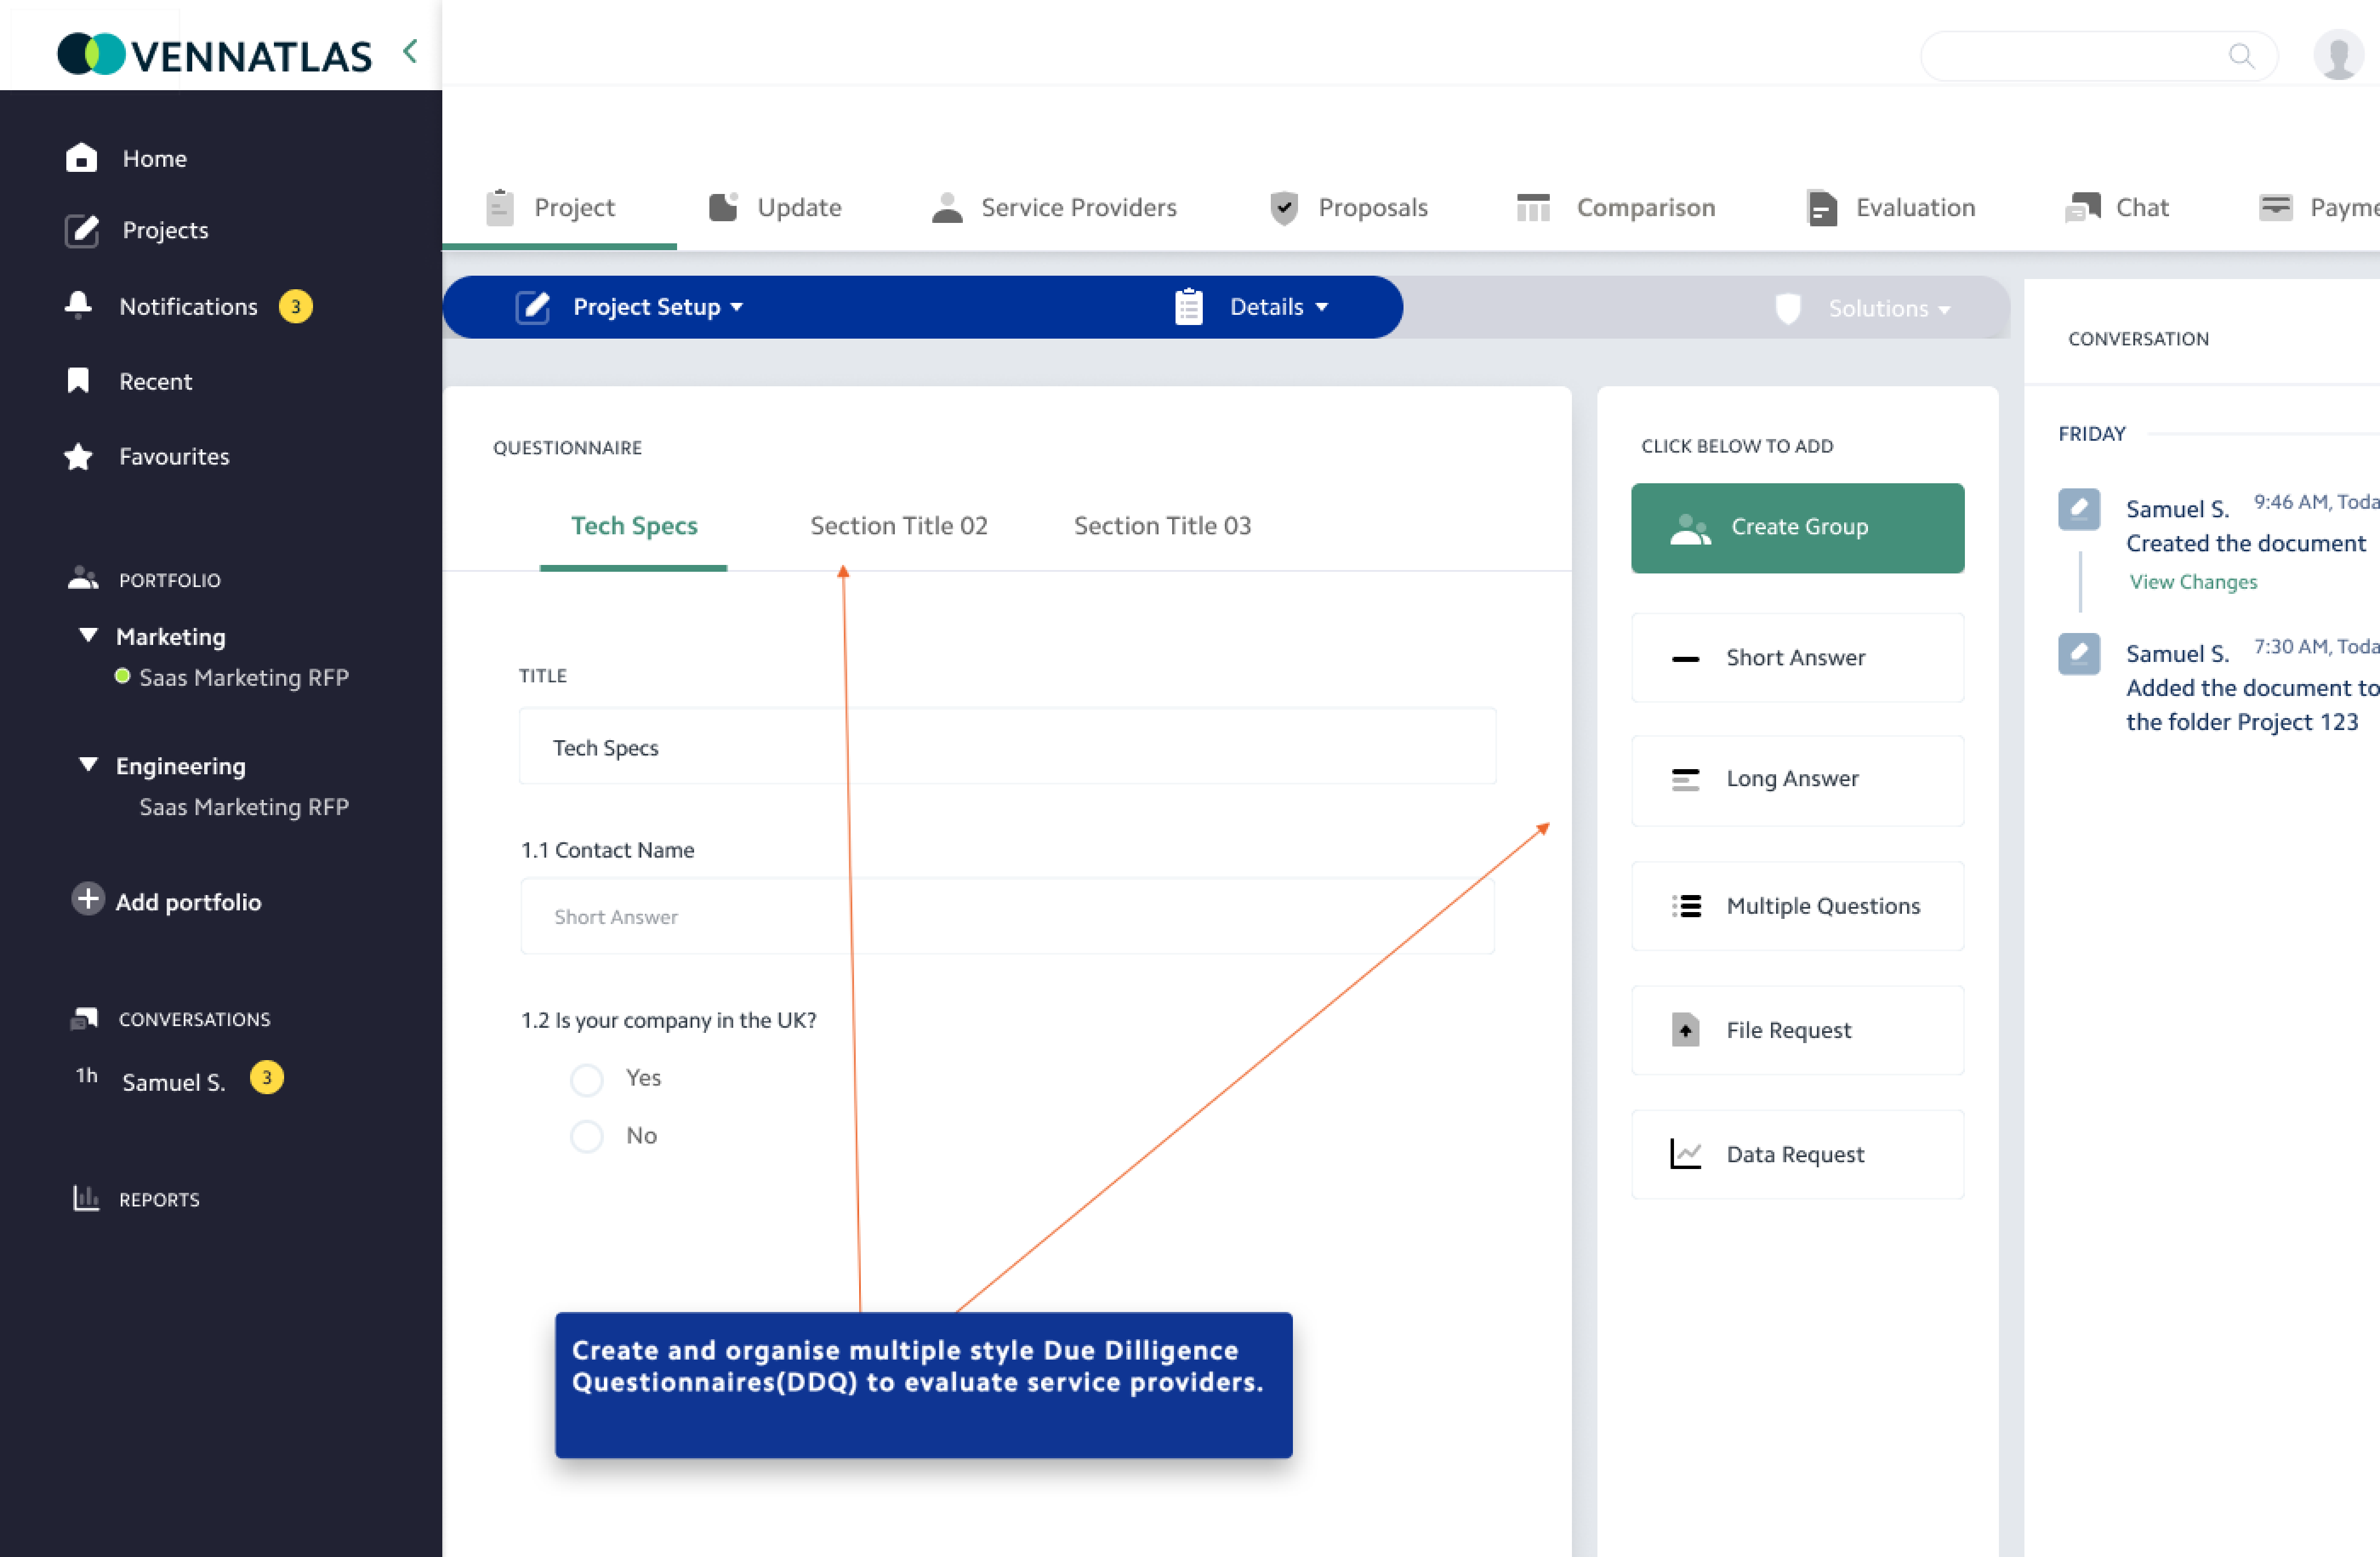 VENNATLAS
Home
Projects
Notifications 3
Recent
Favourites
PORTFOLIO
Marketing
Saas Marketing RFP
Engineering
Saas Marketing RFP
Add portfolio
CONVERSATIONS
1h Samuel S. 3
REPORTS
Project Update Service Providers Proposals Comparison Evaluation Chat
Project Setup Details Solutions
QUESTIONNAIRE
Tech Specs Section Title 02 Section Title 03
TITLE
Tech Specs
1.1 Contact Name
Short Answer
1.2 Is your company in the UK?
Yes
No
Create and organise multiple style Due Dilligence
Questionnaires(DDQ) to evaluate service providers.
CLICK BELOW TO ADD
Create Group
Short Answer
Long Answer
Multiple Questions
File Request
Data Request
CONVERSATION
FRIDAY
Samuel S. 9:46 AM, Toda
Created the document
View Changes
Samuel S. 7:30 AM, Toda
Added the document to
the folder Project 123